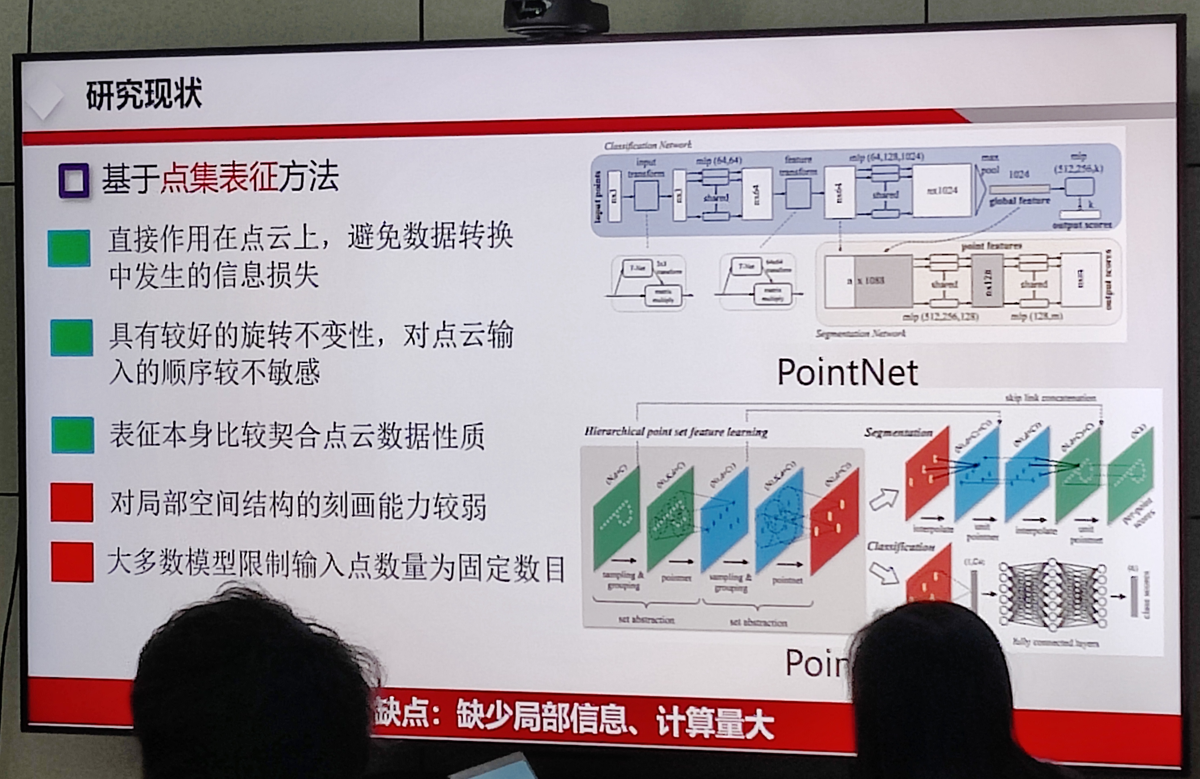 研究现状
基于点集表征方法
直接作用在点云上，避免数据转换
中发生的信息损失
具有较好的旋转不变性，对点云输
入的顺序较不敏感
表征本身比较契合点云数据性质
对局部空间结构的刻画能力较弱
大多数模型限制输入点数量为固定数目
Classification Network
input
transform
mlp (64,64)
feature
transform
mlp (64,128,1024)
max
pool
mlp
(512,256,k)
input points
nx3
nx3
shared
nx64
nx64
shared
nx1024
1024
global feature
k
output scores
point features
T-Net
3x3
transform
matrix
multiply
T-Net
64x64
transform
matrix
multiply
n x 1088
shared
nx128
shared
output scores
mlp (512,256,128)
mlp (128,m)
Segmentation Network
PointNet
skip link concatenation
Hierarchical point set feature learning
Segmentation
interpolate
unit
pointnet
interpolate
unit
pointnet
per-point
scores
Classification
sampling &
grouping
pointnet
sampling &
grouping
pointnet
set abstraction
set abstraction
class scores
fully connected layers
Poin
缺点：缺少局部信息、计算量大